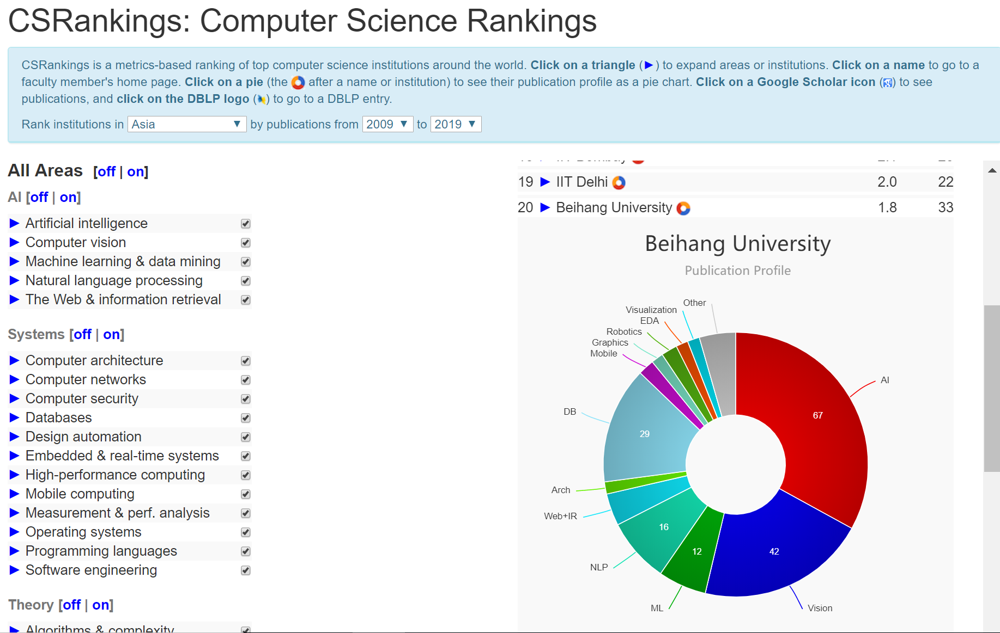 CSRankings: Computer Science Rankings
CSRankings is a metrics-based ranking of top computer science institutions around the world. Click on a triangle (▶) to expand areas or institutions. Click on a name to go to a
faculty member's home page. Click on a pie (the after a name or institution) to see their publication profile as a pie chart. Click on a Google Scholar icon () to see
publications, and click on the DBLP logo () to go to a DBLP entry.
Rank institutions in Asia ▼ by publications from 2009 ▼ to 2019 ▼
All Areas [off | on]
AI [off | on]
▶ Artificial intelligence
▶ Computer vision
▶ Machine learning & data mining
▶ Natural language processing
▶ The Web & information retrieval
Systems [off | on]
▶ Computer architecture
▶ Computer networks
▶ Computer security
▶ Databases
▶ Design automation
▶ Embedded & real-time systems
▶ High-performance computing
▶ Mobile computing
▶ Measurement & perf. analysis
▶ Operating systems
▶ Programming languages
▶ Software engineering
Theory [off | on]
▶ Algorithms & complexity
IIT Bombay
19 ▶ IIT Delhi 2.0 22
20 ▶ Beihang University 1.8 33
Beihang University
Publication Profile
Other
Visualization
EDA
Robotics
Graphics
Mobile
AI
67
DB
29
Arch
Web+IR
16
12
42
NLP
ML
Vision